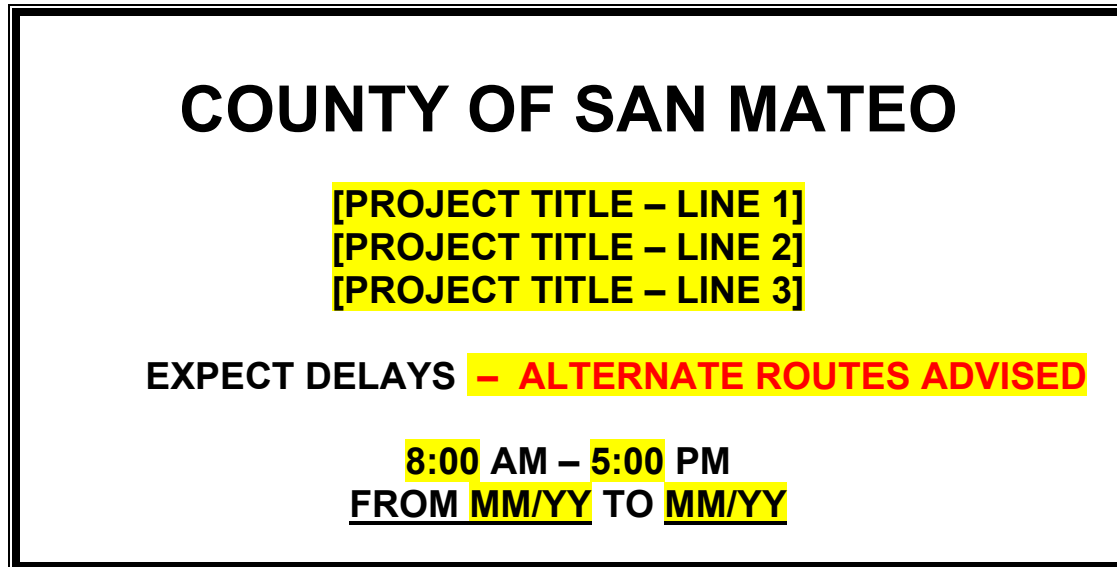 COUNTY OF SAN MATEO
[PROJECT TITLE – LINE 1]
[PROJECT TITLE – LINE 2]
[PROJECT TITLE – LINE 3]
EXPECT DELAYS – ALTERNATE ROUTES ADVISED
8:00 AM – 5:00 PM
FROM MM/YY TO MM/YY